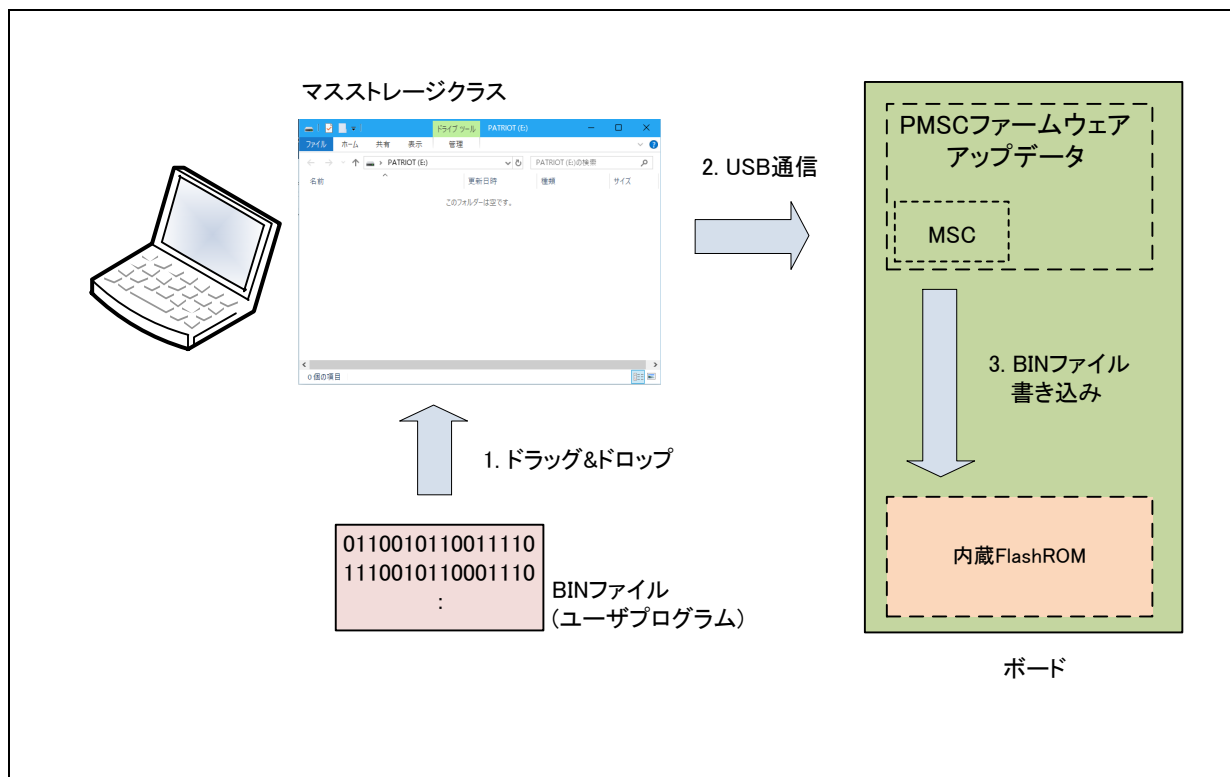 マスストレージクラス
ドライブ ツール PATRIOT (E:)
ファイル ホーム 共有 表示 管理
PATRIOT (E:) PATRIOT (E:)の検索
名前 更新日時 種類 サイズ
このフォルダーは空です。
0 個の項目
2. USB通信
PMSCファームウェア
アップデータ
MSC
3. BINファイル
書き込み
1. ドラッグ&ドロップ
0110010110011110
1110010110001110
:
BINファイル
(ユーザプログラム)
内蔵FlashROM
ボード